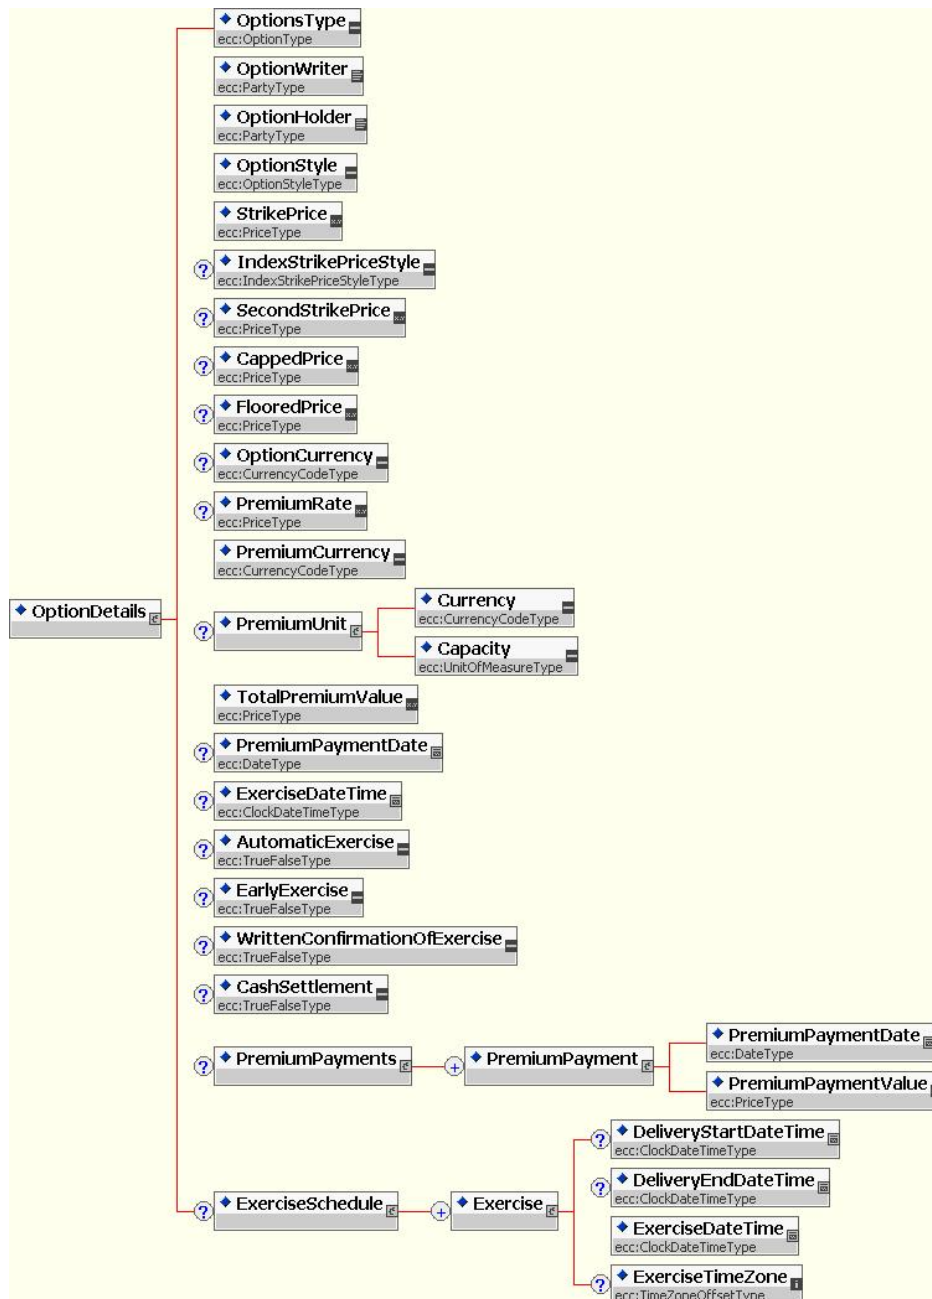 OptionsType
ecc:OptionType
OptionWriter
ecc:PartyType
OptionHolder
ecc:PartyType
OptionStyle
ecc:OptionStyleType
StrikePrice
ecc:PriceType
? IndexStrikePriceStyle
ecc:IndexStrikePriceStyleType
? SecondStrikePrice
ecc:PriceType
? CappedPrice
ecc:PriceType
? FlooredPrice
ecc:PriceType
? OptionCurrency
ecc:CurrencyCodeType
? PremiumRate
ecc:PriceType
PremiumCurrency
ecc:CurrencyCodeType
OptionDetails
? PremiumUnit
Currency
ecc:CurrencyCodeType
Capacity
ecc:UnitOfMeasureType
TotalPremiumValue
ecc:PriceType
? PremiumPaymentDate
ecc:DateType
? ExerciseDateTime
ecc:ClockDateTimeType
? AutomaticExercise
ecc:TrueFalseType
? EarlyExercise
ecc:TrueFalseType
? WrittenConfirmationOfExercise
ecc:TrueFalseType
? CashSettlement
ecc:TrueFalseType
? PremiumPayments
+ PremiumPayment
PremiumPaymentDate
ecc:DateType
PremiumPaymentValue
ecc:PriceType
? ExerciseSchedule
+ Exercise
? DeliveryStartDateTime
ecc:ClockDateTimeType
? DeliveryEndDateTime
ecc:ClockDateTimeType
ExerciseDateTime
ecc:ClockDateTimeType
? ExerciseTimeZone
ecc:TimeZoneOffsetType